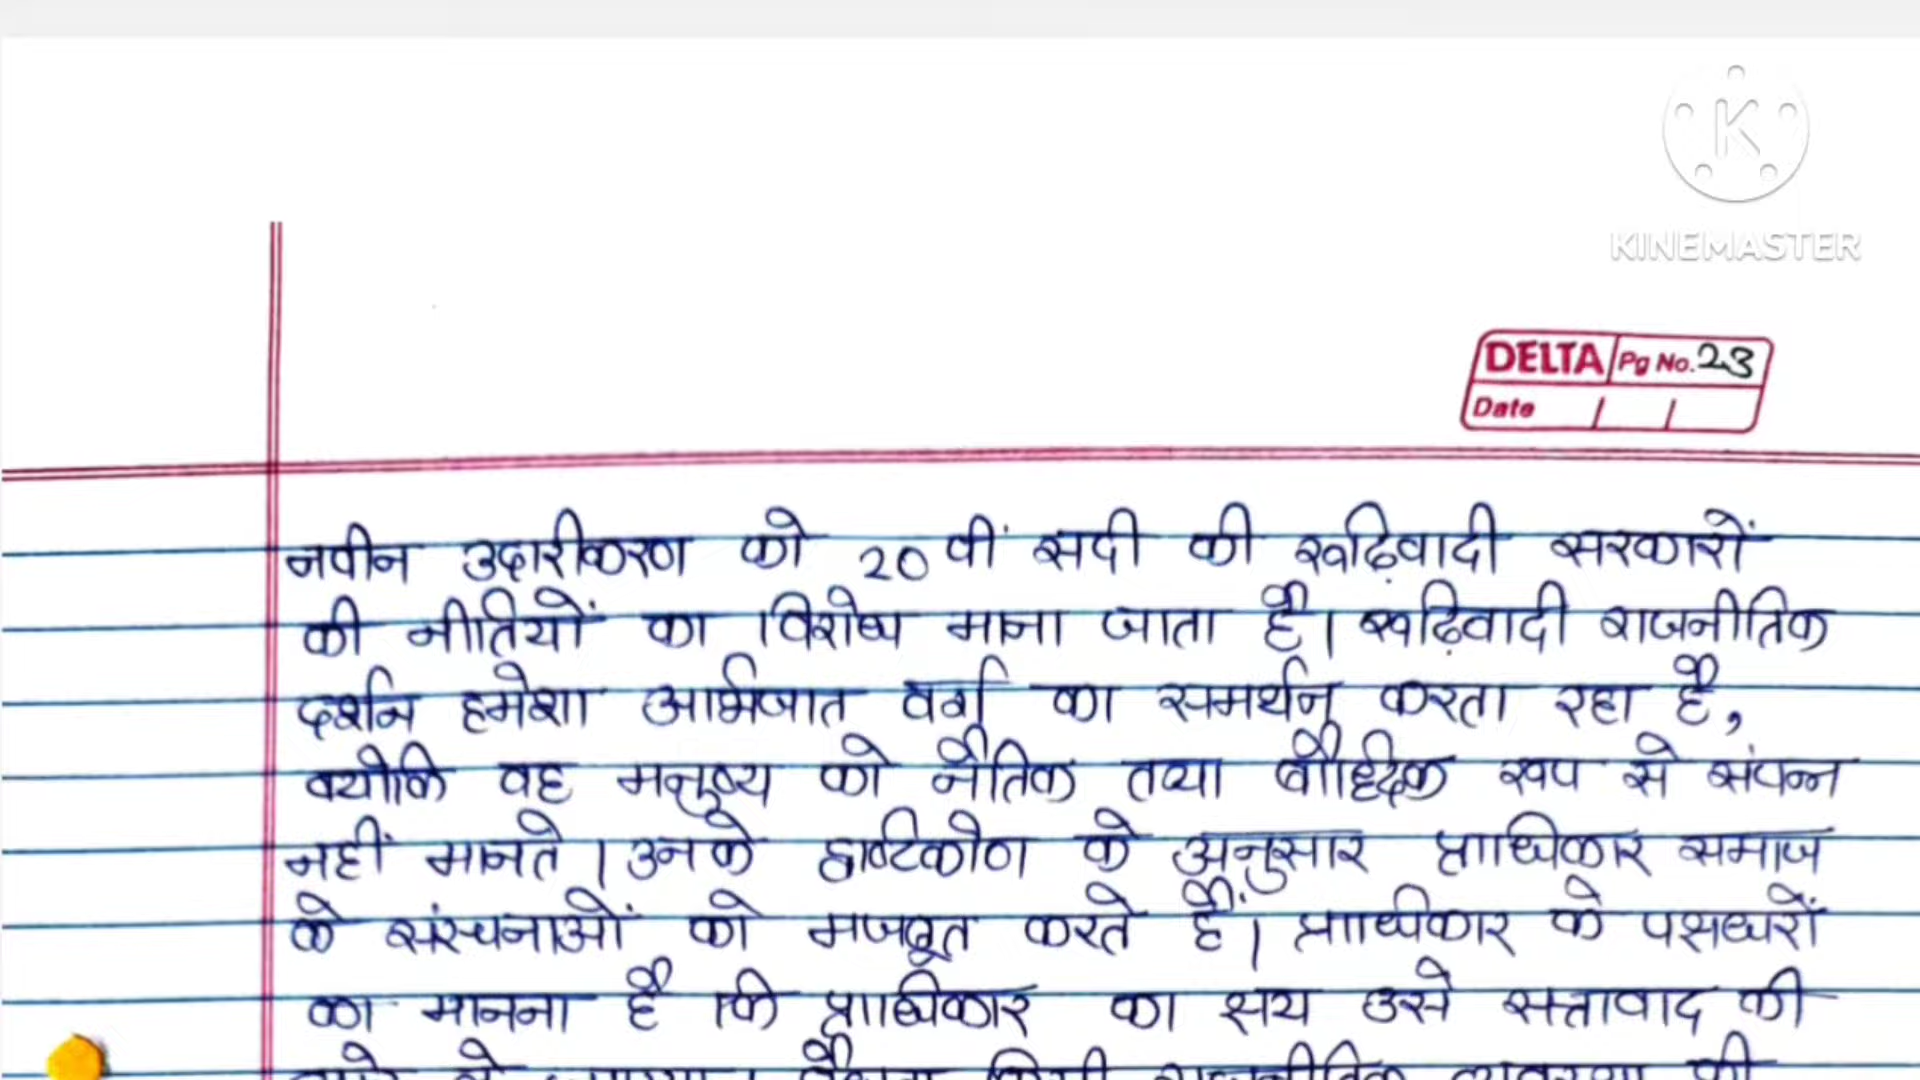 K
KINEMASTER
DELTA Pg No. 23
Date / /
नवीन उदारीकरण को 20 वीं सदी की रूढ़िवादी सरकारों
की नीतियों का विशेष माना जाता है। रूढ़िवादी राजनीतिक
दर्शन हमेशा अभिजात वर्ग का समर्थन करता रहा है,
क्योंकि वह मनुष्य को नैतिक तथा बौद्धिक रूप से संपन्न
नहीं मानते। उनके दृष्टिकोण के अनुसार प्राधिकार समाज
के संरचनाओं को मजबूत करते हैं। प्राधिकार के पक्षधरों
का मानना है कि प्राधिकार का क्षय उसे सत्तावाद की